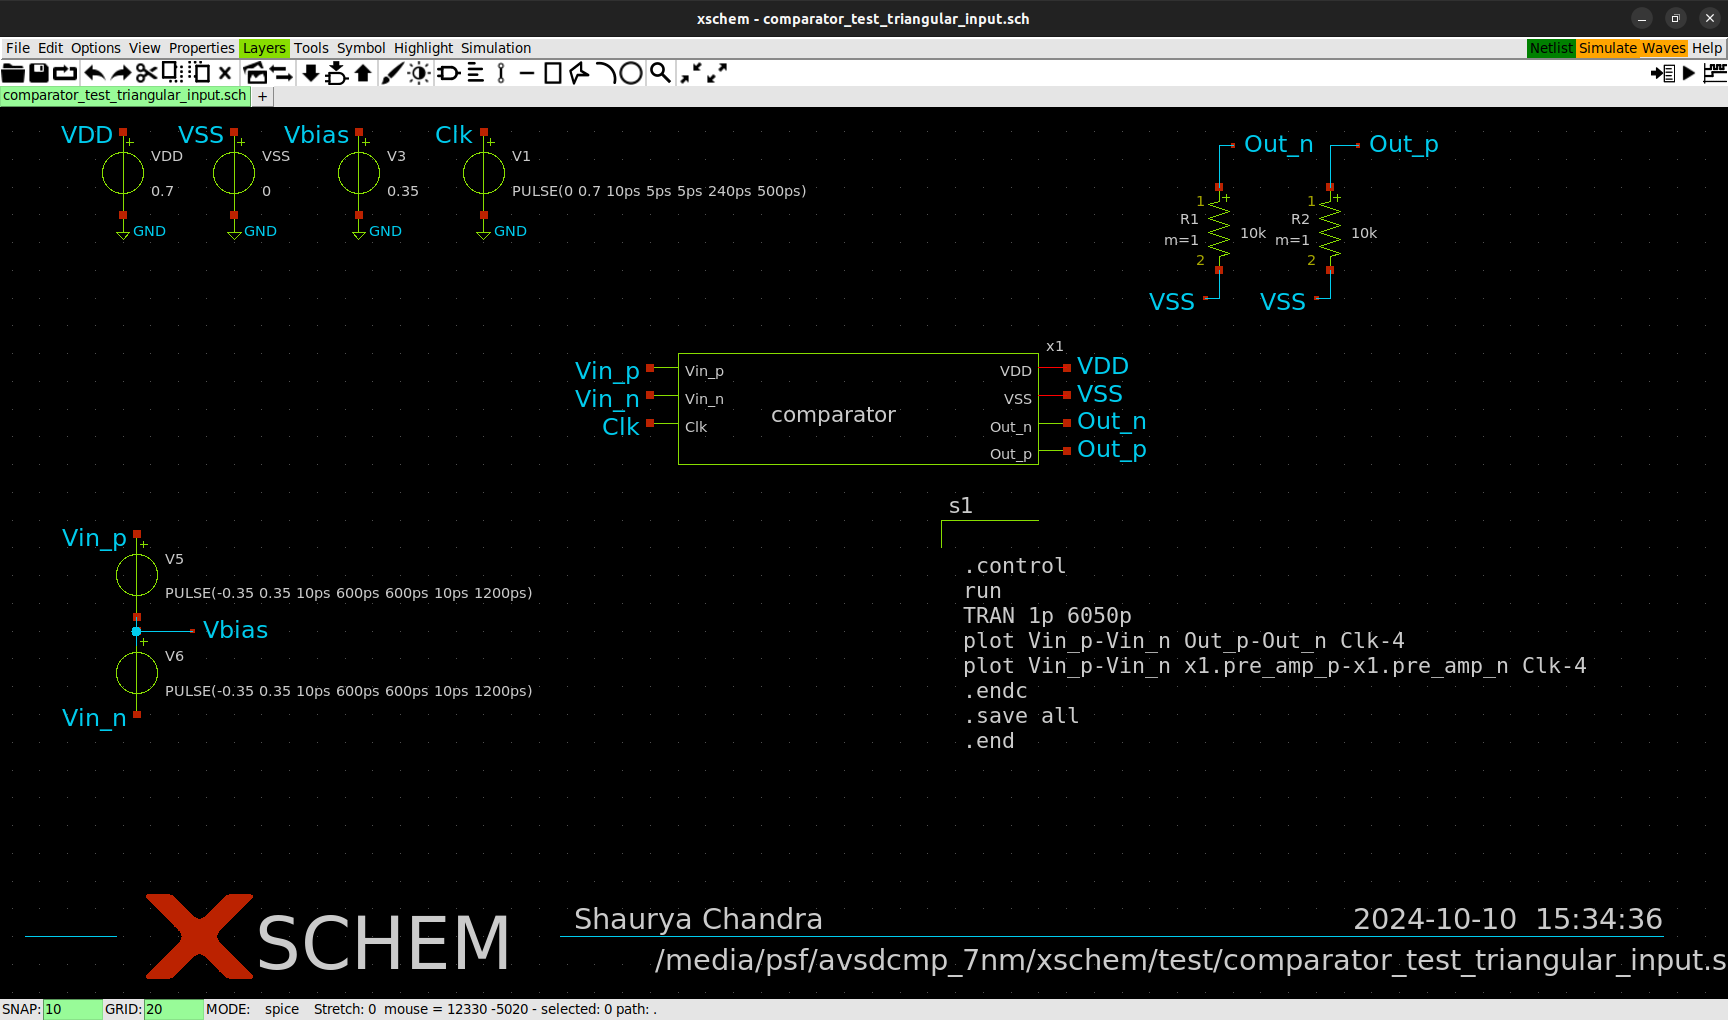 xschem - comparator_test_triangular_input.sch
File Edit Options View Properties Layers Tools Symbol Highlight Simulation Netlist Simulate Waves Help
comparator_test_triangular_input.sch +
VDD VSS Vbias Clk
VDD VSS V3 V1
0.7 0 0.35 PULSE(0 0.7 10ps 5ps 5ps 240ps 500ps)
GND GND GND GND
Out_n Out_p
1 1
R1 R2
10k 10k
m=1 m=1
2 2
VSS VSS
x1
Vin_p Vin_p VDD VDD
Vin_n Vin_n VSS VSS
comparator
Clk Clk Out_n Out_n
Out_p Out_p
s1
.control
run
TRAN 1p 6050p
plot Vin_p-Vin_n Out_p-Out_n Clk-4
plot Vin_p-Vin_n x1.pre_amp_p-x1.pre_amp_n Clk-4
.endc
.save all
.end
Vin_p
V5
PULSE(-0.35 0.35 10ps 600ps 600ps 10ps 1200ps)
Vbias
V6
PULSE(-0.35 0.35 10ps 600ps 600ps 10ps 1200ps)
Vin_n
XSCHEM
Shaurya Chandra 2024-10-10 15:34:36
/media/psf/avsdcmp_7nm/xschem/test/comparator_test_triangular_input.s
SNAP: 10 GRID: 20 MODE: spice Stretch: 0 mouse = 12330 -5020 - selected: 0 path: .